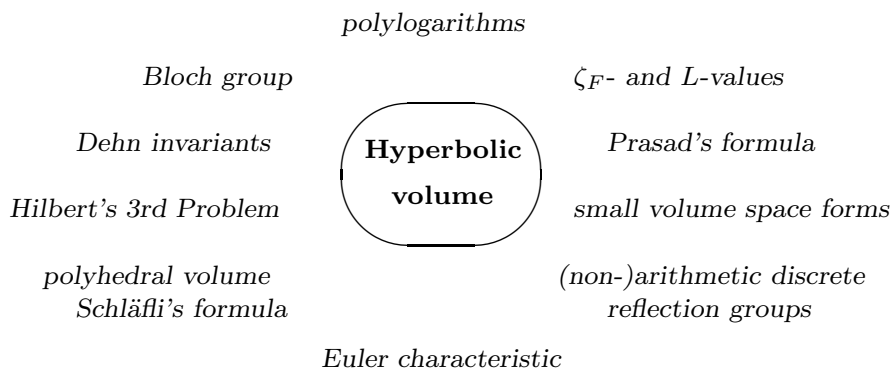 polylogarithms
Bloch group
ζ_F- and L-values
Dehn invariants
Hyperbolic
volume
Prasad's formula
Hilbert's 3rd Problem
small volume space forms
polyhedral volume
Schläfli's formula
(non-)arithmetic discrete
reflection groups
Euler characteristic